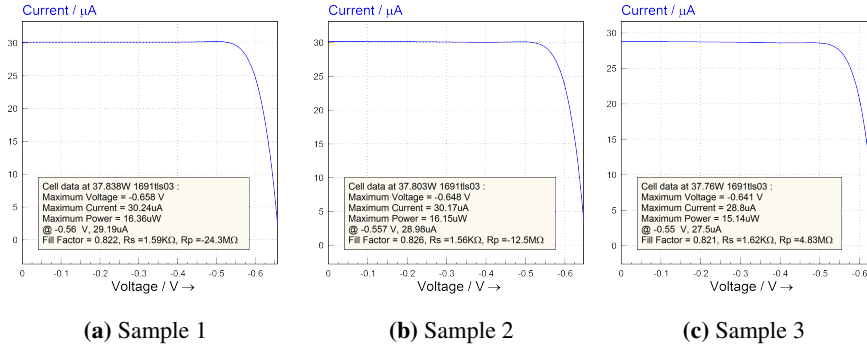 Current / µA
30
25
20
15
10
5
0
Cell data at 37.838W 1691tls03 :
Maximum Voltage = -0.658 V
Maximum Current = 30.24uA
Maximum Power = 16.36uW
@ -0.56 V, 29.19uA
Fill Factor = 0.822, Rs =1.59KΩ, Rp =-24.3MΩ
0 -0.1 -0.2 -0.3 -0.4 -0.5 -0.6
Voltage / V →
(a) Sample 1
Current / µA
30
25
20
15
10
5
0
Cell data at 37.803W 1691tls03 :
Maximum Voltage = -0.648 V
Maximum Current = 30.17uA
Maximum Power = 16.15uW
@ -0.557 V, 28.98uA
Fill Factor = 0.826, Rs =1.56KΩ, Rp =-12.5MΩ
0 -0.1 -0.2 -0.3 -0.4 -0.5 -0.6
Voltage / V →
(b) Sample 2
Current / µA
30
25
20
15
10
5
0
Cell data at 37.76W 1691tls03 :
Maximum Voltage = -0.641 V
Maximum Current = 28.8uA
Maximum Power = 15.14uW
@ -0.55 V, 27.5uA
Fill Factor = 0.821, Rs =1.62KΩ, Rp =4.83MΩ
0 -0.1 -0.2 -0.3 -0.4 -0.5 -0.6
Voltage / V →
(c) Sample 3